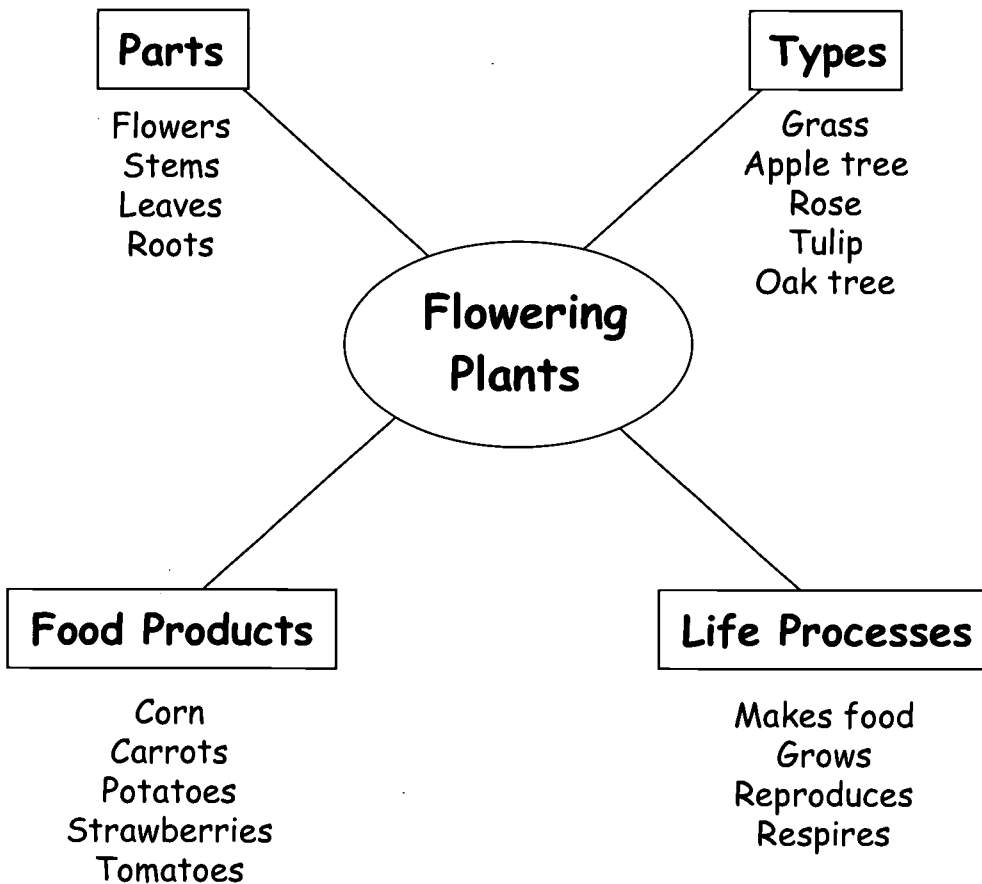 Parts
Flowers
Stems
Leaves
Roots
Types
Grass
Apple tree
Rose
Tulip
Oak tree
Flowering
Plants
Food Products
Corn
Carrots
Potatoes
Strawberries
Tomatoes
Life Processes
Makes food
Grows
Reproduces
Respires